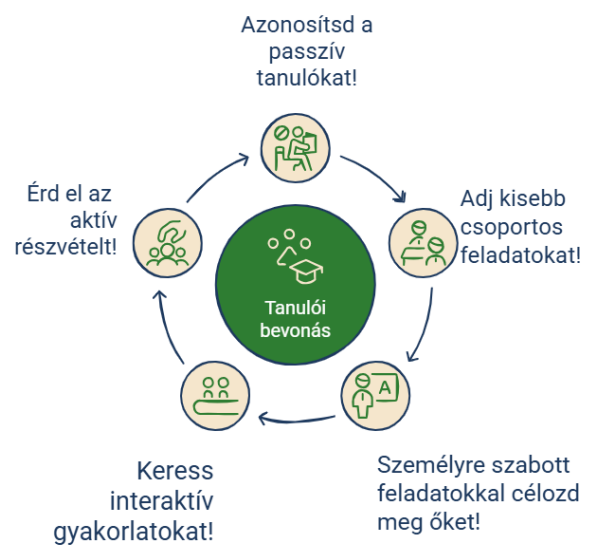 Azonosítsd a
passzív
tanulókat!
Adj kisebb
csoportos
feladatokat!
Személyre szabott
feladatokkal célozd
meg őket!
Keress
interaktív
gyakorlatokat!
Érd el az
aktív
részvételt!
Tanulói
bevonás
A